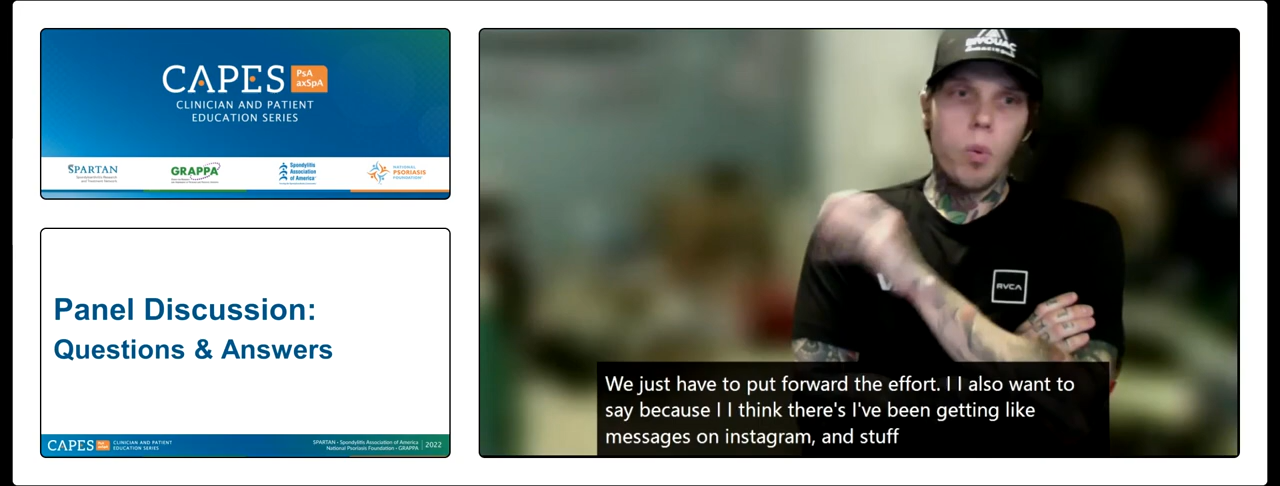 CAPES
PsA
axSpA
CLINICIAN AND PATIENT
EDUCATION SERIES
SPARTAN
GRAPPA
Spondylitis
Association
of America
NATIONAL
PSORIASIS
FOUNDATION
Panel Discussion:
Questions & Answers
CAPES
CLINICIAN AND PATIENT
EDUCATION SERIES
SPARTAN - Spondylitis Association of America
National Psoriasis Foundation - GRAPPA
2022
RVCA
We just have to put forward the effort. I I also want to
say because I I think there's I've been getting like
messages on instagram, and stuff